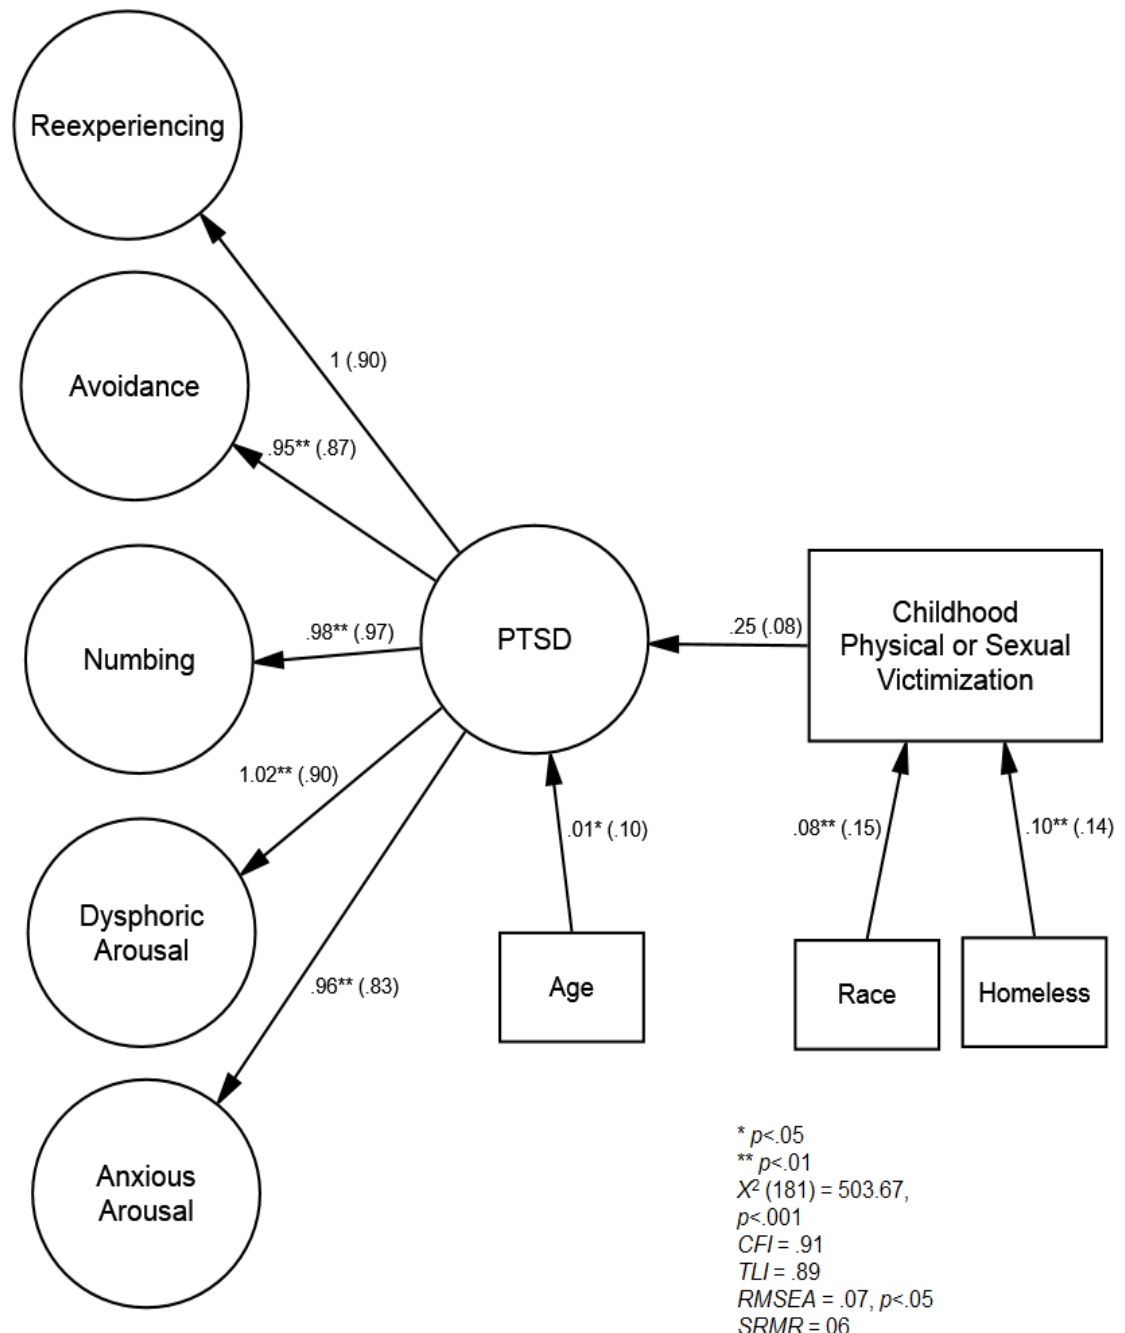 Reexperiencing
1 (.90)
Avoidance
.95** (.87)
Numbing
.98** (.97)
PTSD
.25 (.08)
Childhood
Physical or Sexual
Victimization
1.02** (.90)
.01* (.10)
.08** (.15)
.10** (.14)
Dysphoric
Arousal
.96** (.83)
Age
Race
Homeless
Anxious
Arousal
* p<.05
** p<.01
X² (181) = 503.67,
p<.001
CFI = .91
TLI = .89
RMSEA = .07, p<.05
SRMR = 06